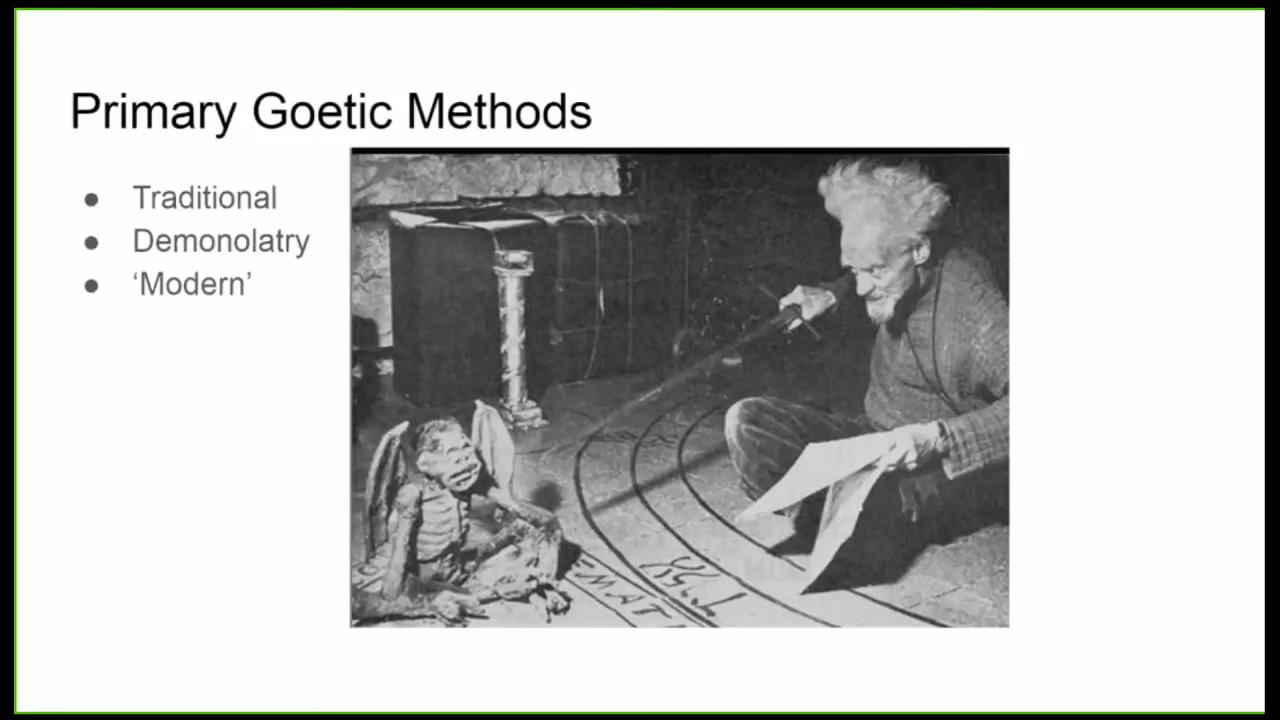 Primary Goetic Methods
Traditional
Demonolatry
‘Modern’